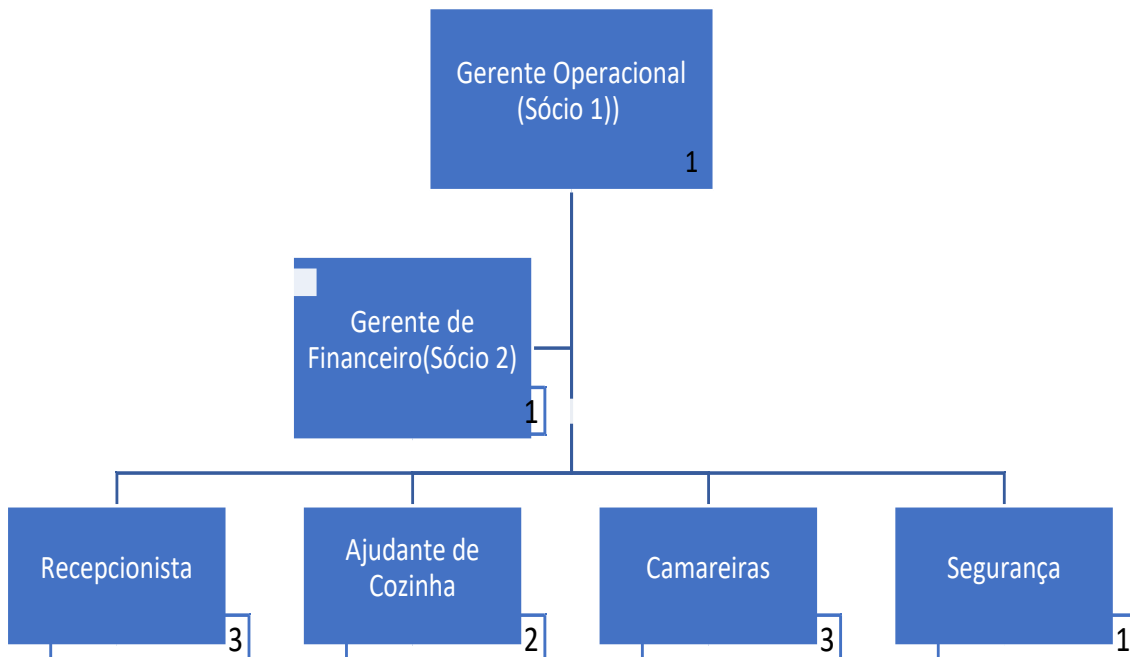 Gerente Operacional
(Sócio 1))
1
Gerente de
Financeiro(Sócio 2)
1
Recepcionista
3
Ajudante de
Cozinha
2
Camareiras
3
Segurança
1